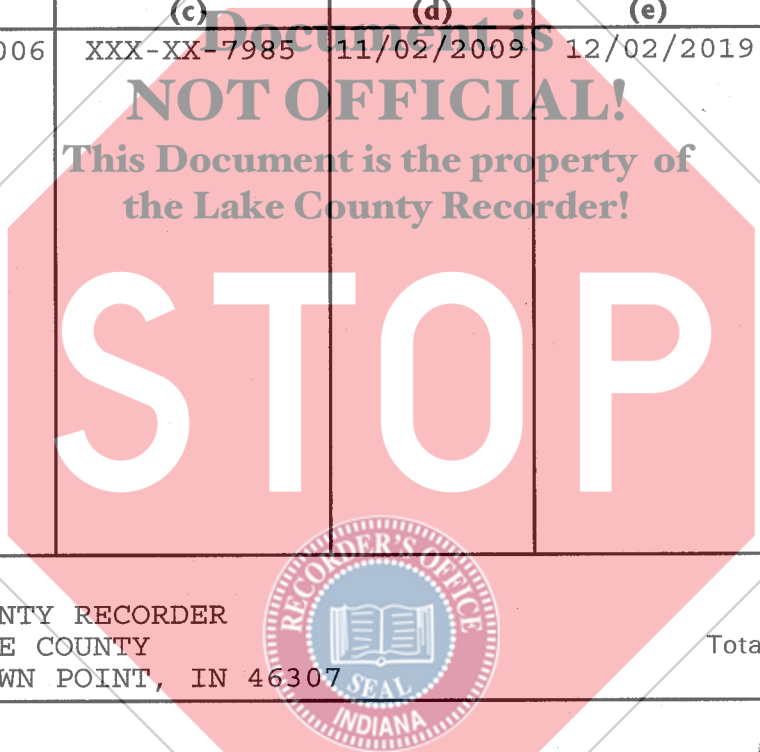 (c) (d) (e)
Document is
006 XXX-XX-7985 11/02/2009 12/02/2019
NOT OFFICIAL!
This Document is the property of
the Lake County Recorder!
STOP
RECORDER'S OFFICE
NTY RECORDER
E COUNTY
Tota
WN POINT, IN 46307
SEAL
INDIANA